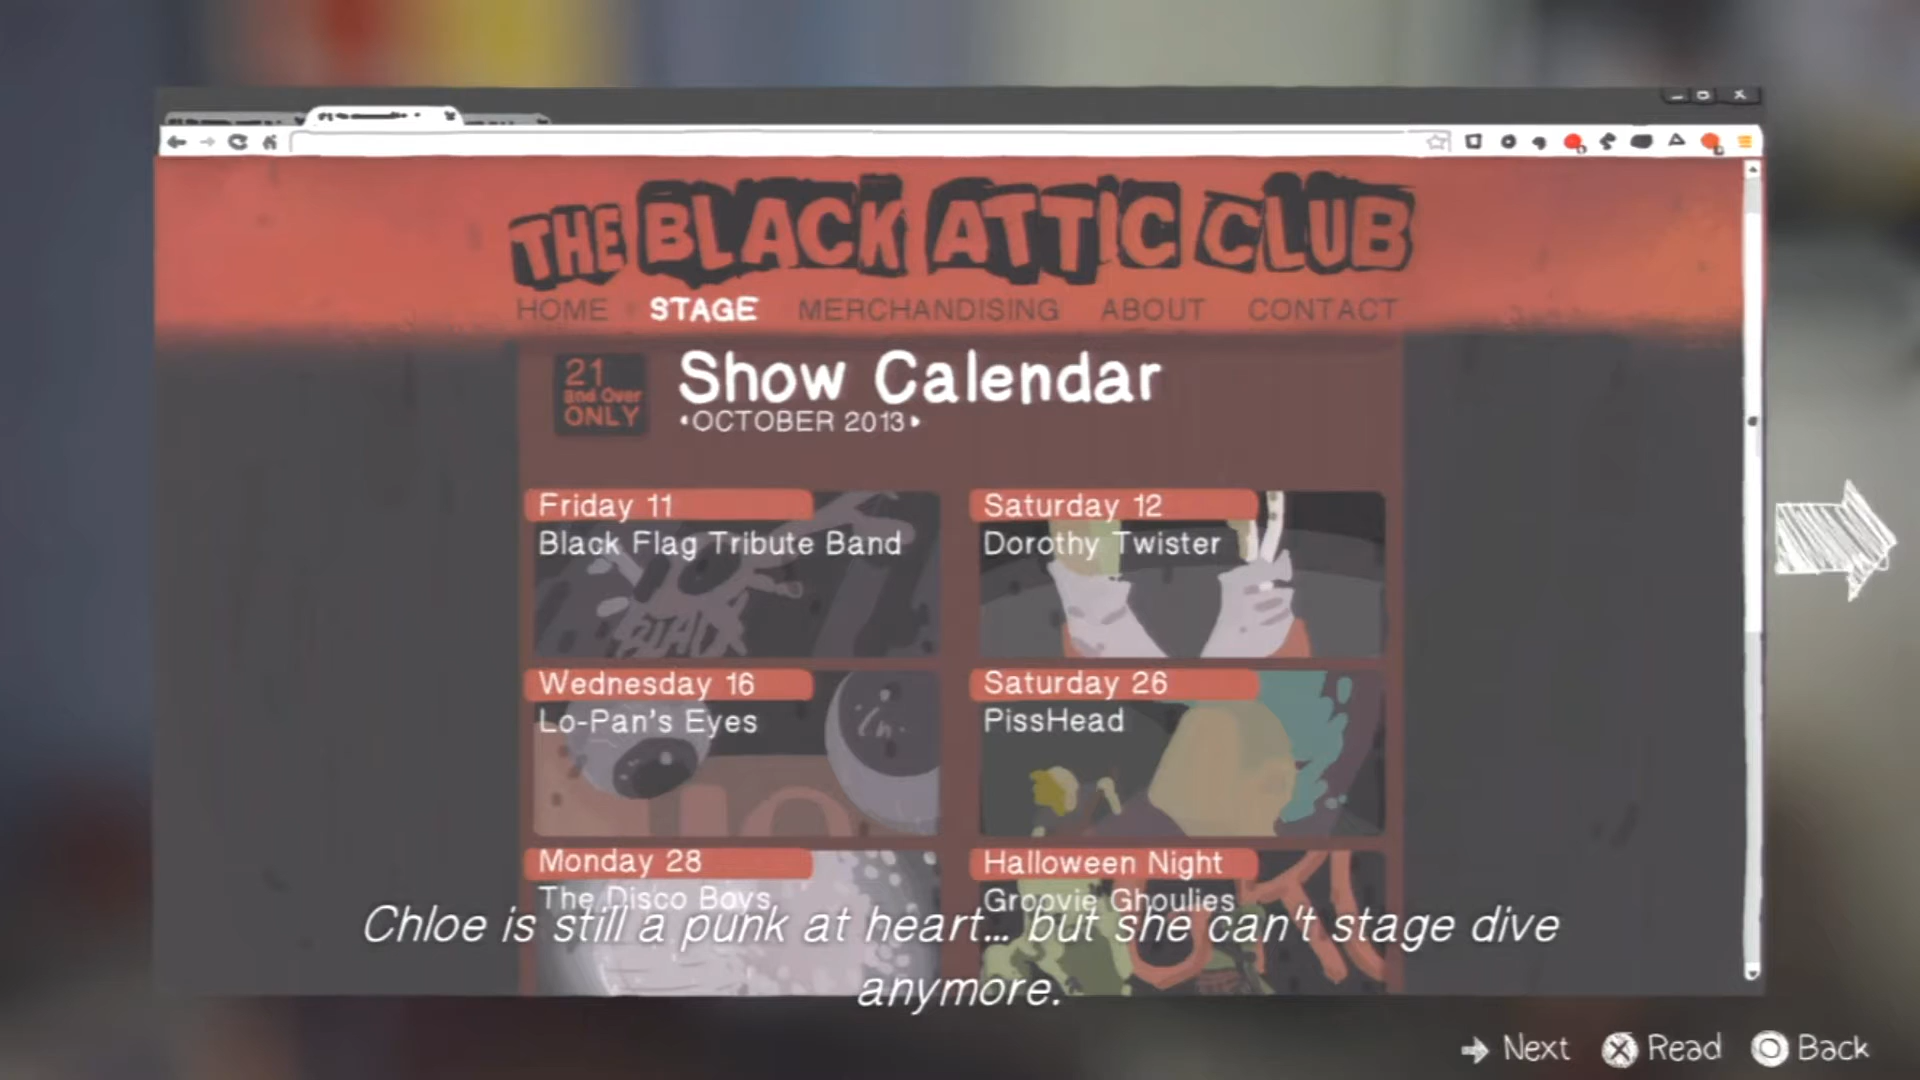 THE BLACK ATTIC CLUB
HOME STAGE MERCHANDISING ABOUT CONTACT
21
and Over
ONLY
Show Calendar
OCTOBER 2013
Friday 11
Black Flag Tribute Band
BLACK
Saturday 12
Dorothy Twister
Wednesday 16
Lo-Pan's Eyes
Saturday 26
PissHead
Monday 28
The Disco Boys
Halloween Night
Groovie Ghoulies
Chloe is still a punk at heart... but she can't stage dive
anymore.
Next Read Back